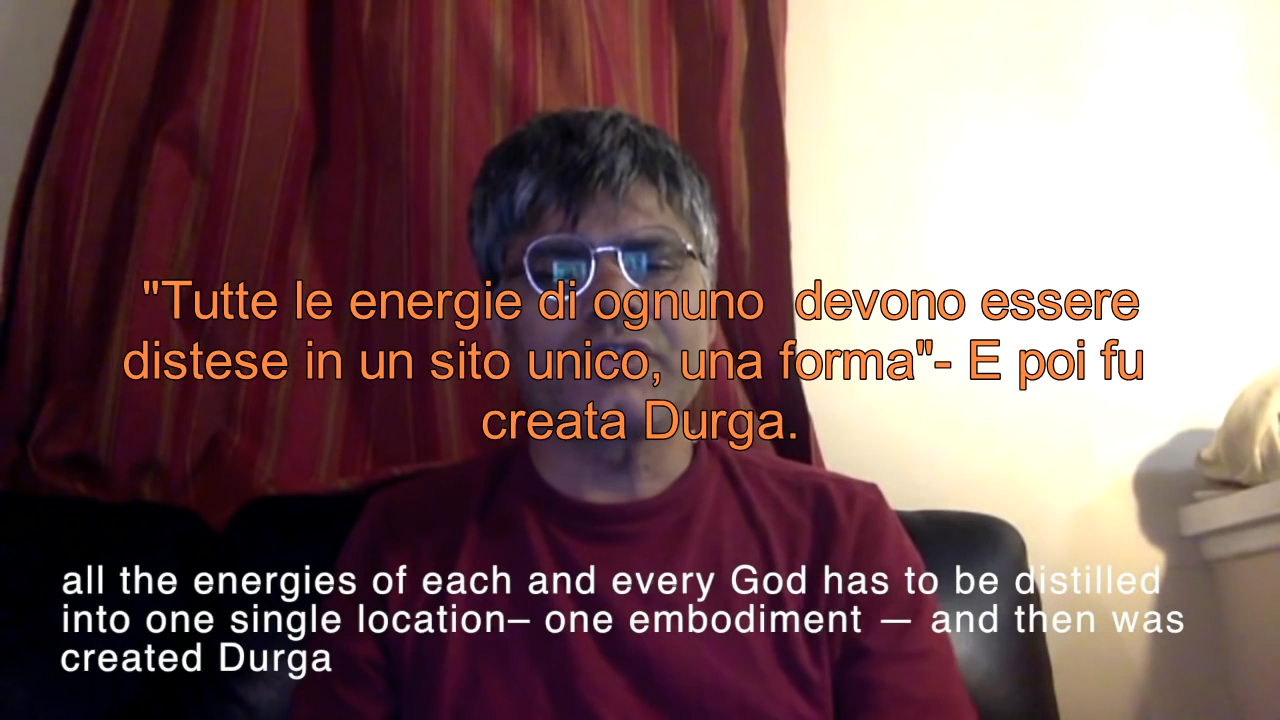 "Tutte le energie di ognuno  devono essere
distese in un sito unico, una forma"- E poi fu
creata Durga.
all the energies of each and every God has to be distilled
into one single location– one embodiment — and then was
created Durga